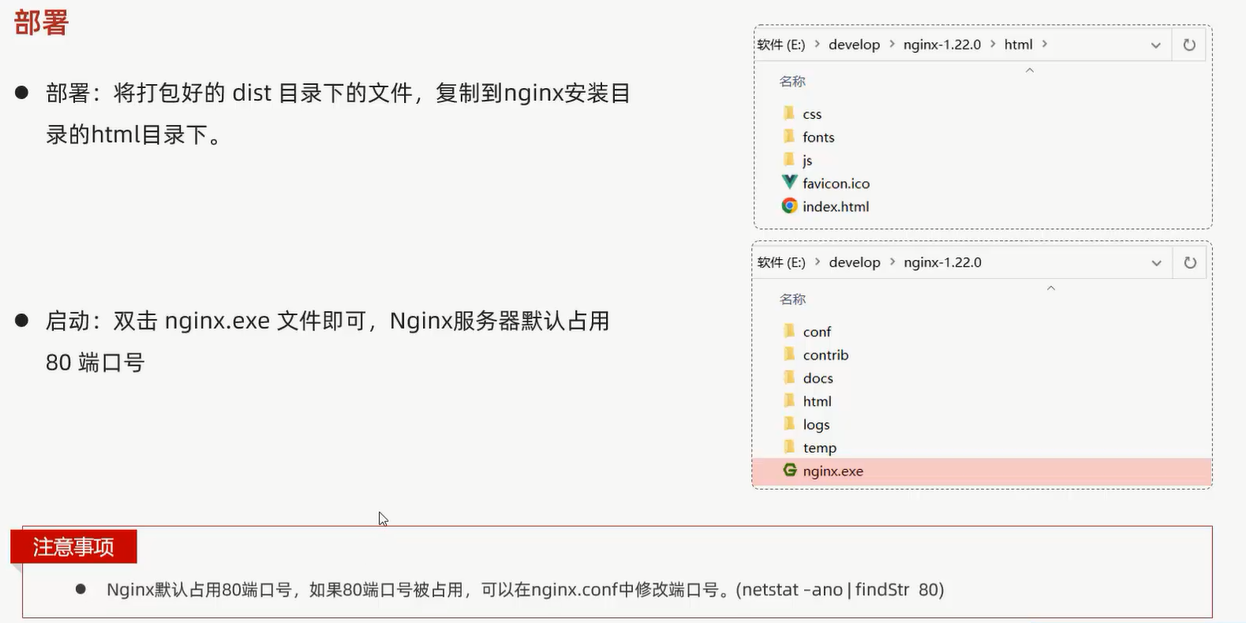 部署
● 部署：将打包好的 dist 目录下的文件，复制到nginx安装目
录的html目录下。
软件 (E:) > develop > nginx-1.22.0 > html >
名称
css
fonts
js
favicon.ico
index.html
● 启动：双击 nginx.exe 文件即可，Nginx服务器默认占用
80 端口号
软件 (E:) > develop > nginx-1.22.0
名称
conf
contrib
docs
html
logs
temp
nginx.exe
注意事项
● Nginx默认占用80端口号，如果80端口号被占用，可以在nginx.conf中修改端口号。(netstat –ano | findStr 80)